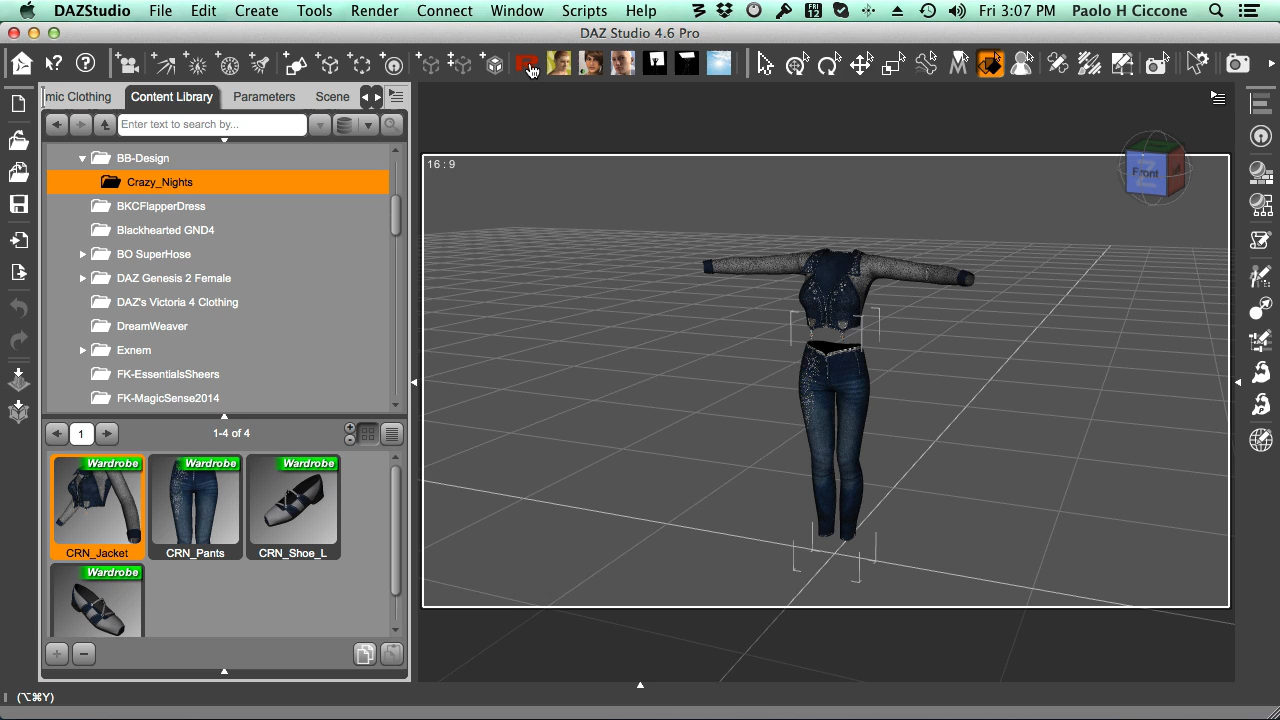 DAZStudio File Edit Create Tools Render Connect Window Scripts Help FRI 12 Fri 3:07 PM Paolo H Ciccone
DAZ Studio 4.6 Pro
mic Clothing Content Library Parameters Scene
Enter text to search by...
BB-Design
Crazy_Nights
BKCFlapperDress
Blackhearted GND4
BO SuperHose
DAZ Genesis 2 Female
DAZ's Victoria 4 Clothing
DreamWeaver
Exnem
FK-EssentialsSheers
FK-MagicSense2014
1 1-4 of 4
Wardrobe Wardrobe Wardrobe
CRN_Jacket CRN_Pants CRN_Shoe_L
Wardrobe
16 : 9
Front
(⌥⌘Y)